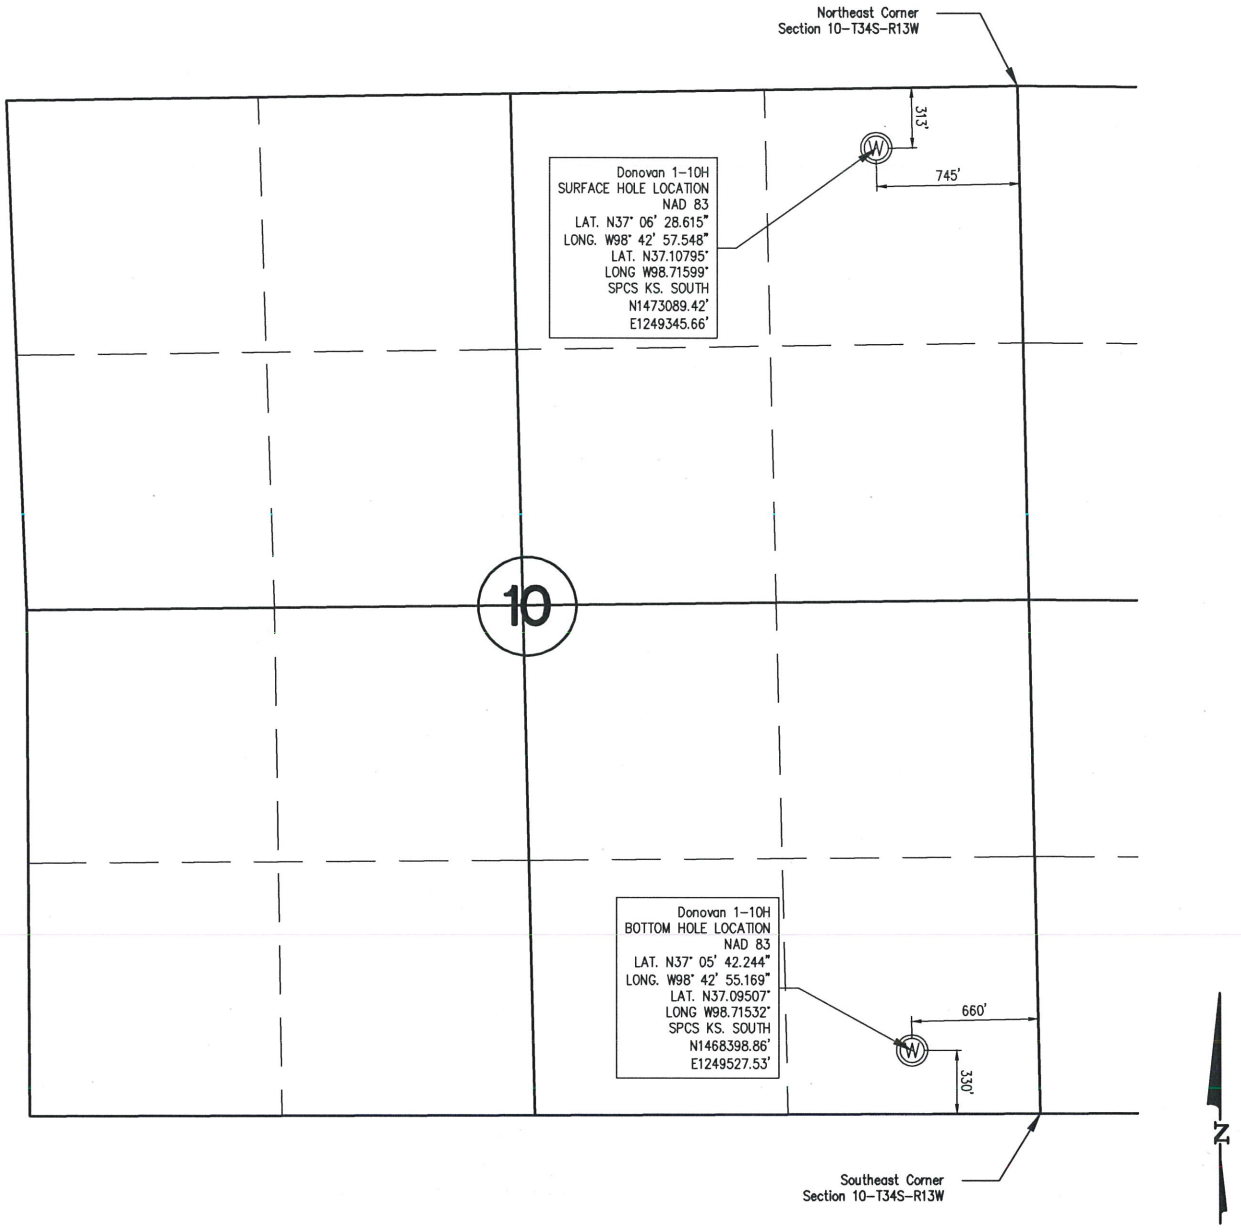 Northeast Corner
Section 10-T34S-R13W
313'
745'
Donovan 1-10H
SURFACE HOLE LOCATION
NAD 83
LAT. N37° 06' 28.615"
LONG. W98° 42' 57.548"
LAT. N37.10795°
LONG W98.71599°
SPCS KS. SOUTH
N1473089.42'
E1249345.66'
W
10
Donovan 1-10H
BOTTOM HOLE LOCATION
NAD 83
LAT. N37° 05' 42.244"
LONG. W98° 42' 55.169"
LAT. N37.09507°
LONG W98.71532°
SPCS KS. SOUTH
N1468398.86'
E1249527.53'
660'
W
330'
N
Southeast Corner
Section 10-T34S-R13W